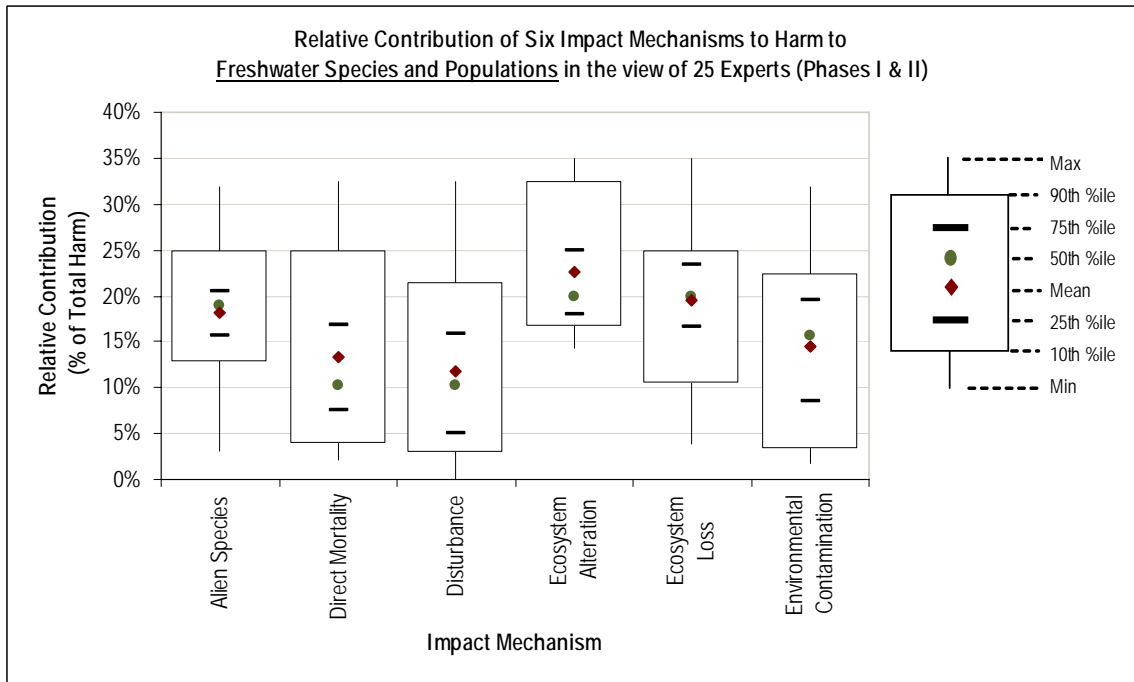 Relative Contribution of Six Impact Mechanisms to Harm to
Freshwater Species and Populations in the view of 25 Experts (Phases I & II)
40%
35%
30%
25%
20%
15%
10%
5%
0%
Relative Contribution
(% of Total Harm)
Alien Species
Direct Mortality
Disturbance
Ecosystem
Alteration
Ecosystem
Loss
Environmental
Contamination
Impact Mechanism
Max
90th %ile
75th %ile
50th %ile
Mean
25th %ile
10th %ile
Min